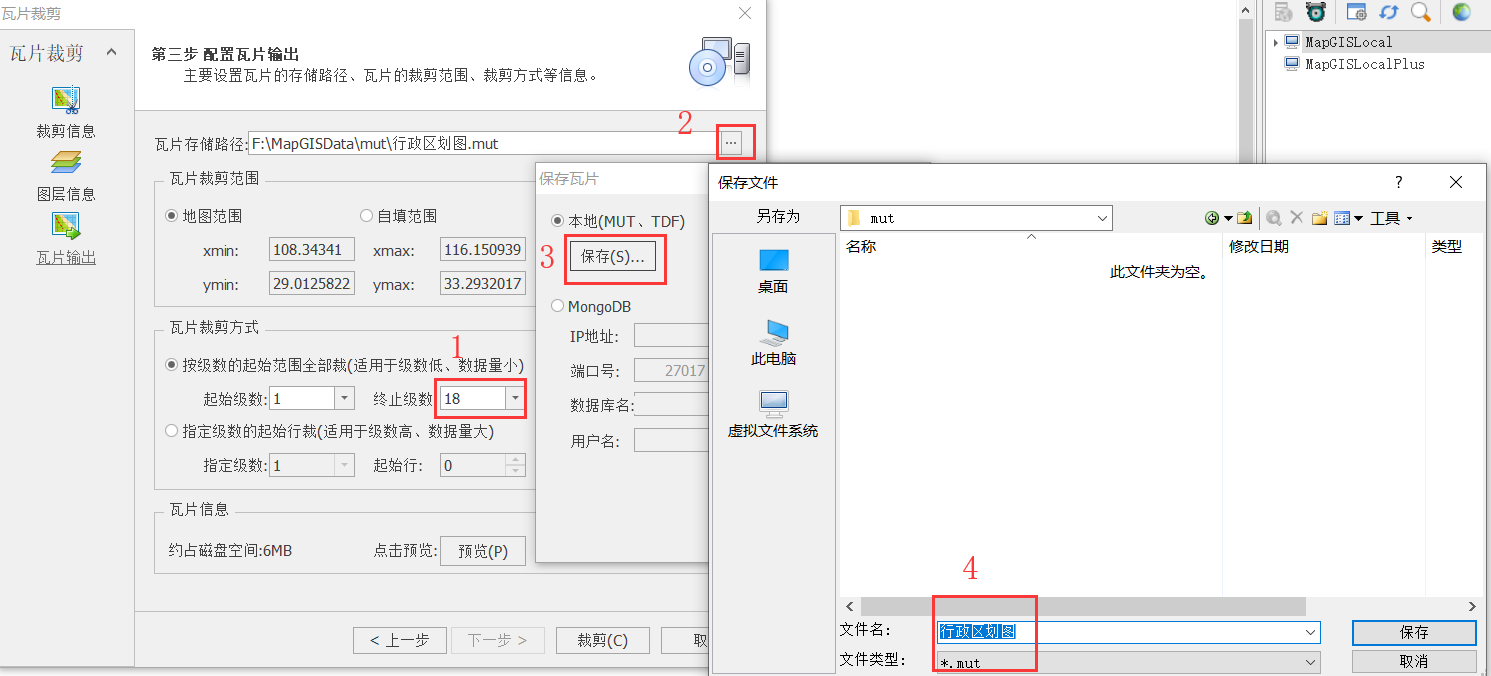 瓦片裁剪
瓦片裁剪
裁剪信息
图层信息
瓦片输出
第三步 配置瓦片输出
主要设置瓦片的存储路径、瓦片的裁剪范围、裁剪方式等信息。
瓦片存储路径: F:\MapGISData\mut\行政区划图.mut
2
瓦片裁剪范围
地图范围 自填范围
xmin: 108.34341 xmax: 116.150939
ymin: 29.0125822 ymax: 33.2932017
瓦片裁剪方式
1
按级数的起始范围全部裁(适用于级数低、数据量小)
起始级数: 1 终止级数 18
指定级数的起始行裁(适用于级数高、数据量大)
指定级数: 1 起始行: 0
瓦片信息
约占磁盘空间:6MB 点击预览: 预览(P)
< 上一步 下一步 > 裁剪(C) 取
保存瓦片
本地(MUT、TDF)
3
保存(S)...
MongoDB
IP地址:
端口号: 27017
数据库名:
用户名:
MapGISLocal
MapGISLocalPlus
保存文件
另存为 mut 工具
桌面
此电脑
虚拟文件系统
名称 修改日期 类型
此文件夹为空。
4
文件名: 行政区划图 保存
文件类型: *.mut 取消